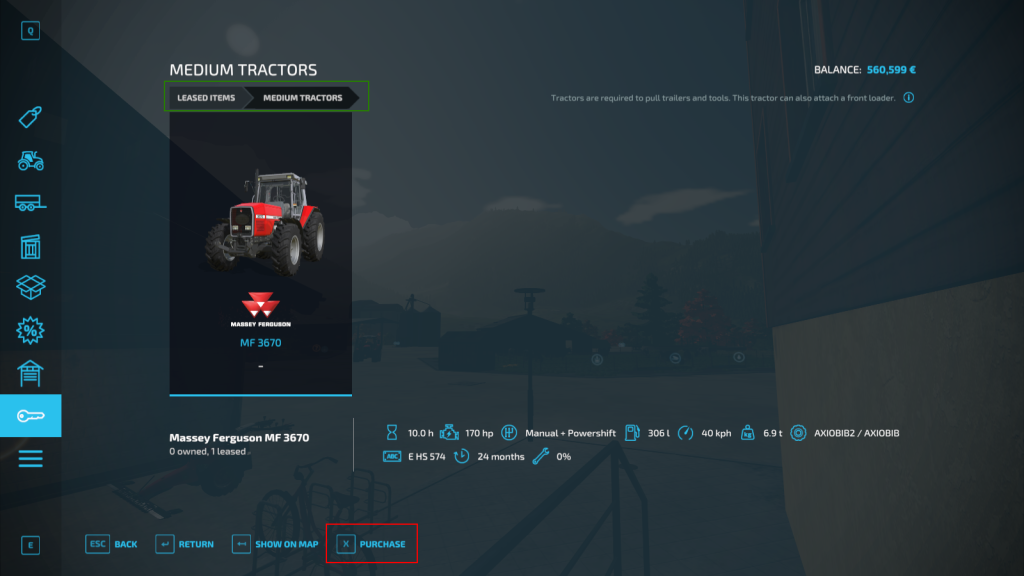 Q
MEDIUM TRACTORS
BALANCE: 560,599 €
LEASED ITEMS MEDIUM TRACTORS
Tractors are required to pull trailers and tools. This tractor can also attach a front loader.
MASSEY FERGUSON
MF 3670
-
Massey Ferguson MF 3670
0 owned, 1 leased
10.0 h 170 hp Manual + Powershift 306 l 40 kph kg 6.9 t AXIOBIB2 / AXIOBIB
ABC E HS 574 24 months 0%
E
ESC BACK RETURN SHOW ON MAP X PURCHASE